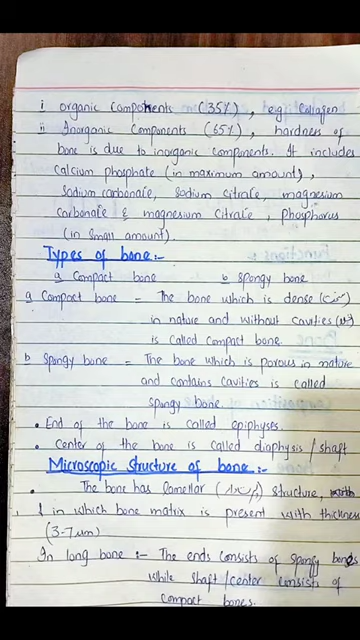 i organic components (35%), e.g Collagen
ii Inorganic Components (65%), hardness of
bone is due to inorganic components. It includes
Calcium phosphate (in maximum amount),
Sodium carbonate, Sodium citrate, magnesium
carbonate & magnesium citrate, Phosphorus
(in small amount).
Types of bone:-
a Compact bone b Spongy bone
a Compact bone - The bone which is dense
in nature and without cavities
is called compact bone.
b Spongy bone - The bone which is porous in nature
and contains cavities is called
spongy bone.
• End of the bone is called epiphyses.
• Center of the bone is called diaphysis / shaft
Microscopic structure of bone:-
• The bone has lamellar structure,
& in which bone matrix is present with thickness
(3-7 um)
In long bone :- The ends consists of spongy bones
while shaft/center consists of
compact bones.